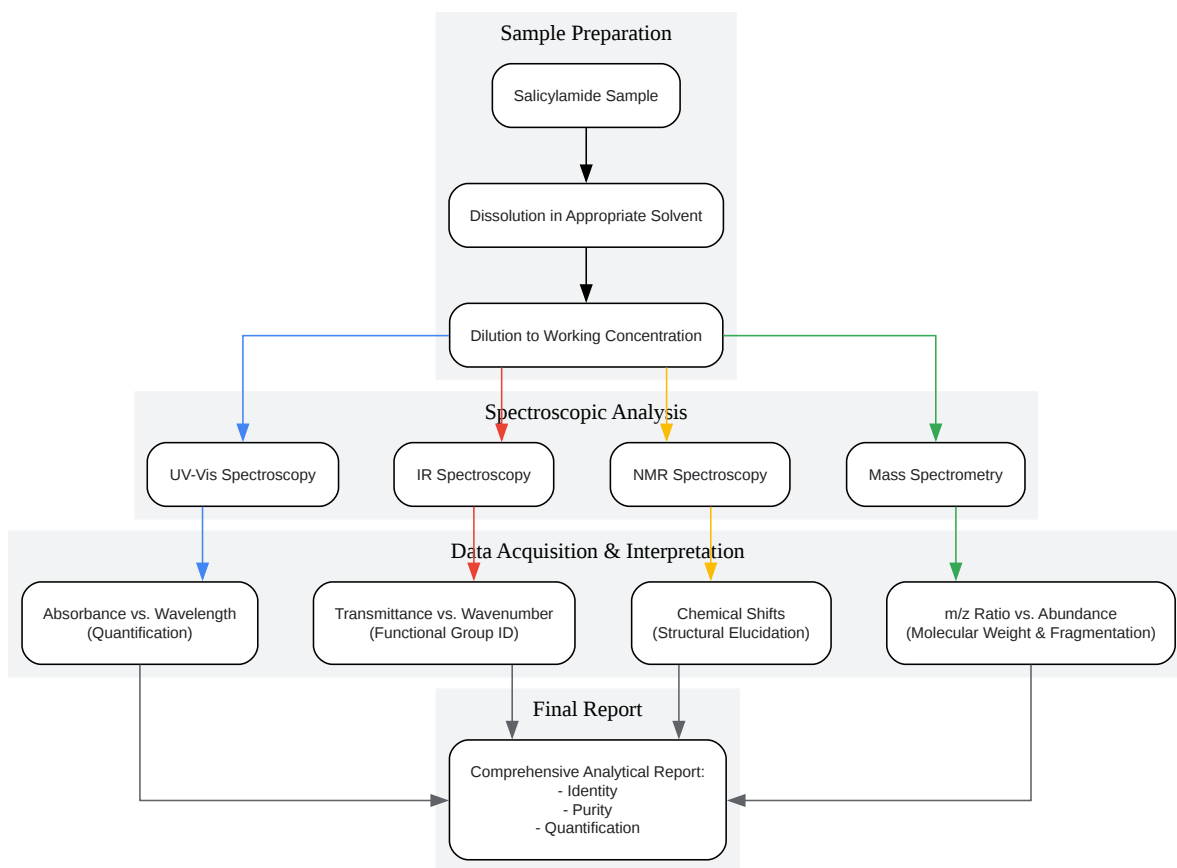 Sample Preparation
Salicylamide Sample
Dissolution in Appropriate Solvent
Dilution to Working Concentration
Spectroscopic Analysis
UV-Vis Spectroscopy
IR Spectroscopy
NMR Spectroscopy
Mass Spectrometry
Data Acquisition & Interpretation
Absorbance vs. Wavelength
(Quantification)
Transmittance vs. Wavenumber
(Functional Group ID)
Chemical Shifts
(Structural Elucidation)
m/z Ratio vs. Abundance
(Molecular Weight & Fragmentation)
Final Report
Comprehensive Analytical Report:
- Identity
- Purity
- Quantification